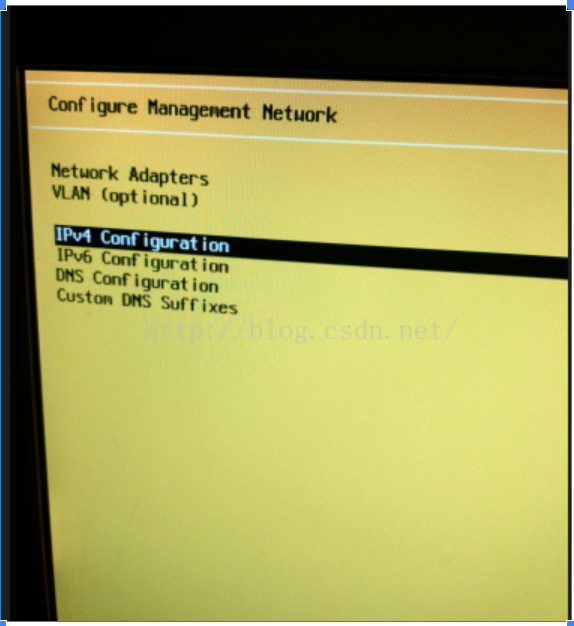 Configure Management Network
Network Adapters
VLAN (optional)
IPv4 Configuration
IPv6 Configuration
DNS Configuration
Custom DNS Suffixes
http://blog.csdn.net/